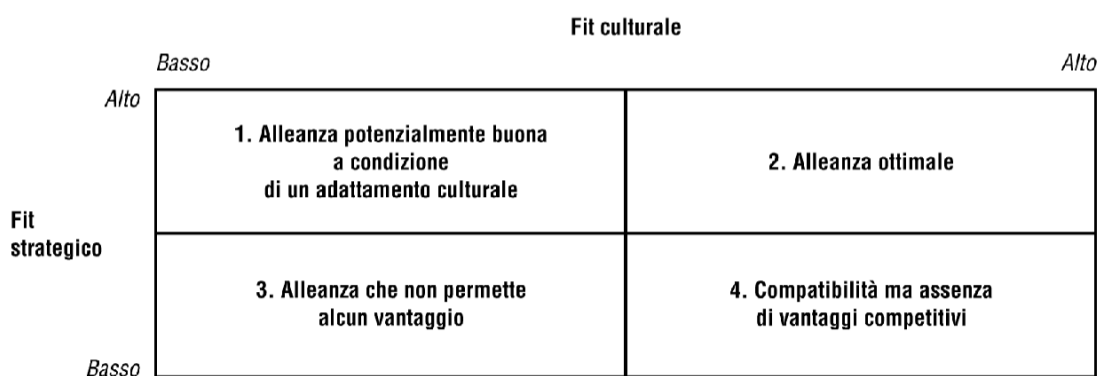 Fit culturale
Basso
Alto
Alto
1. Alleanza potenzialmente buona
a condizione
di un adattamento culturale
2. Alleanza ottimale
Fit
strategico
3. Alleanza che non permette
alcun vantaggio
4. Compatibilità ma assenza
di vantaggi competitivi
Basso